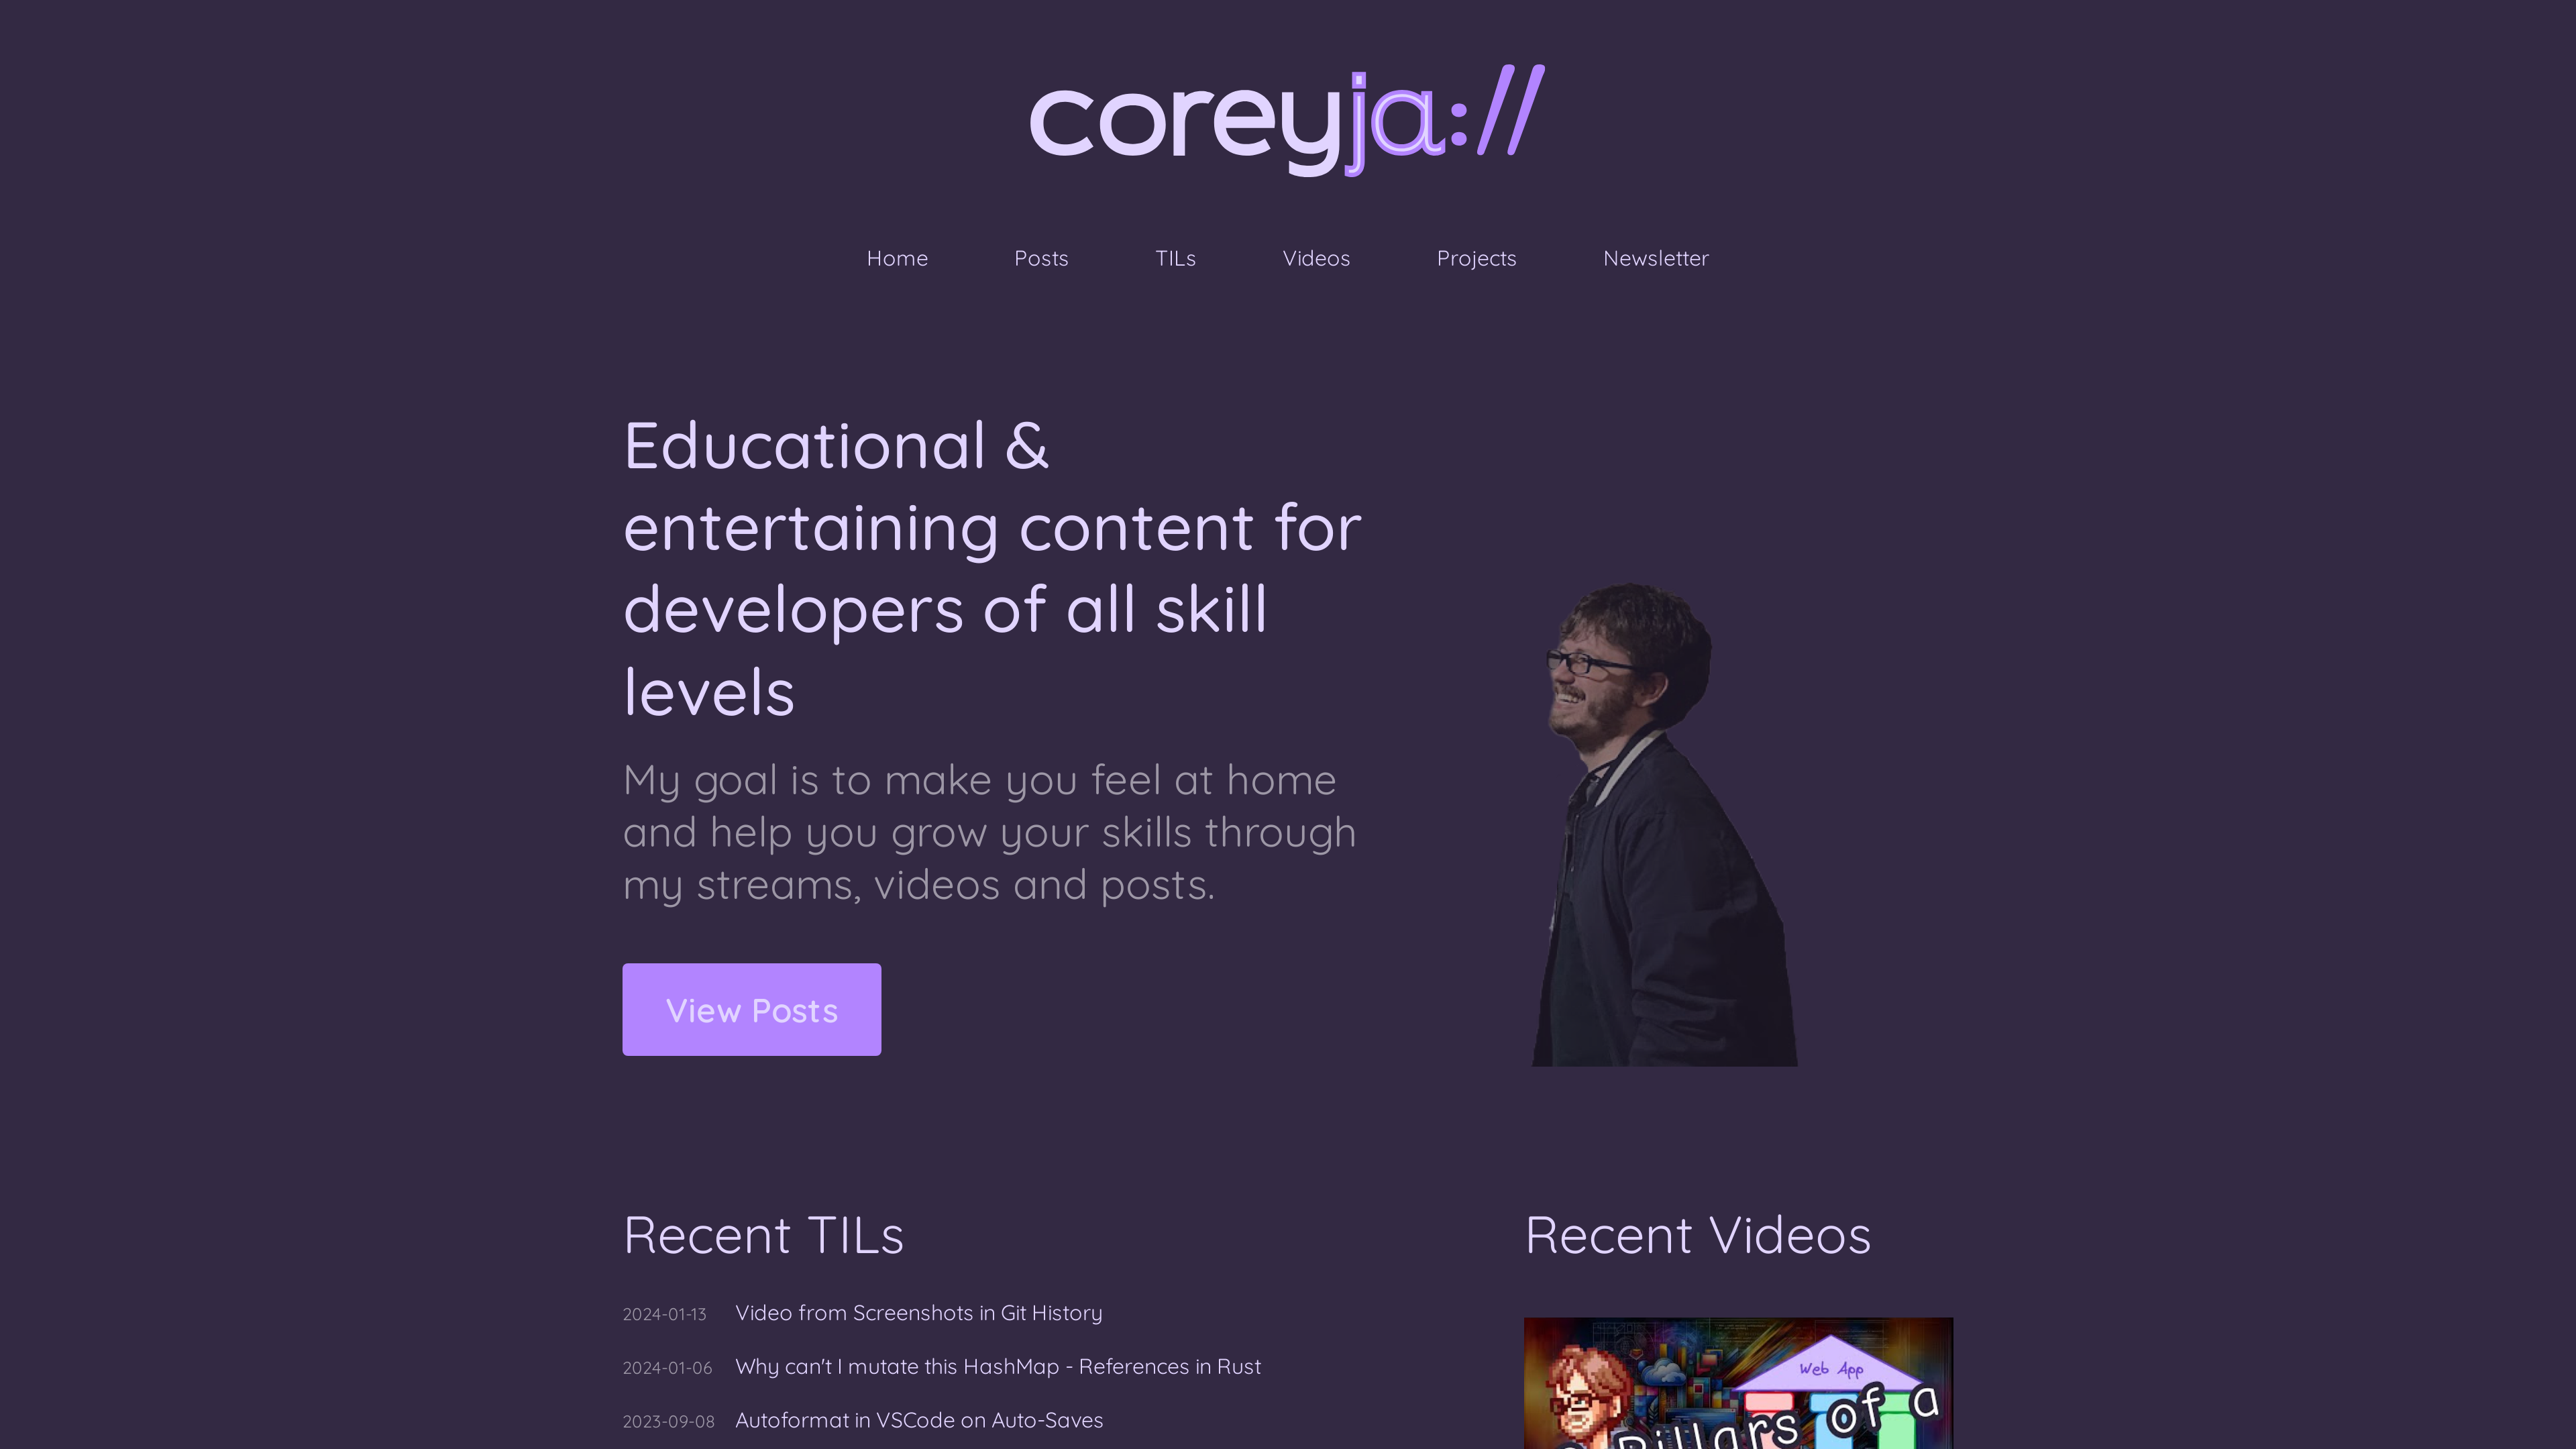 coreyja://
Home Posts TILs Videos Projects Newsletter
Educational &
entertaining content for
developers of all skill
levels
My goal is to make you feel at home
and help you grow your skills through
my streams, videos and posts.
View Posts
Recent TILs
2024-01-13 Video from Screenshots in Git History
2024-01-06 Why can't I mutate this HashMap - References in Rust
2023-09-08 Autoformat in VSCode on Auto-Saves
Recent Videos
Web App
Pillars of a